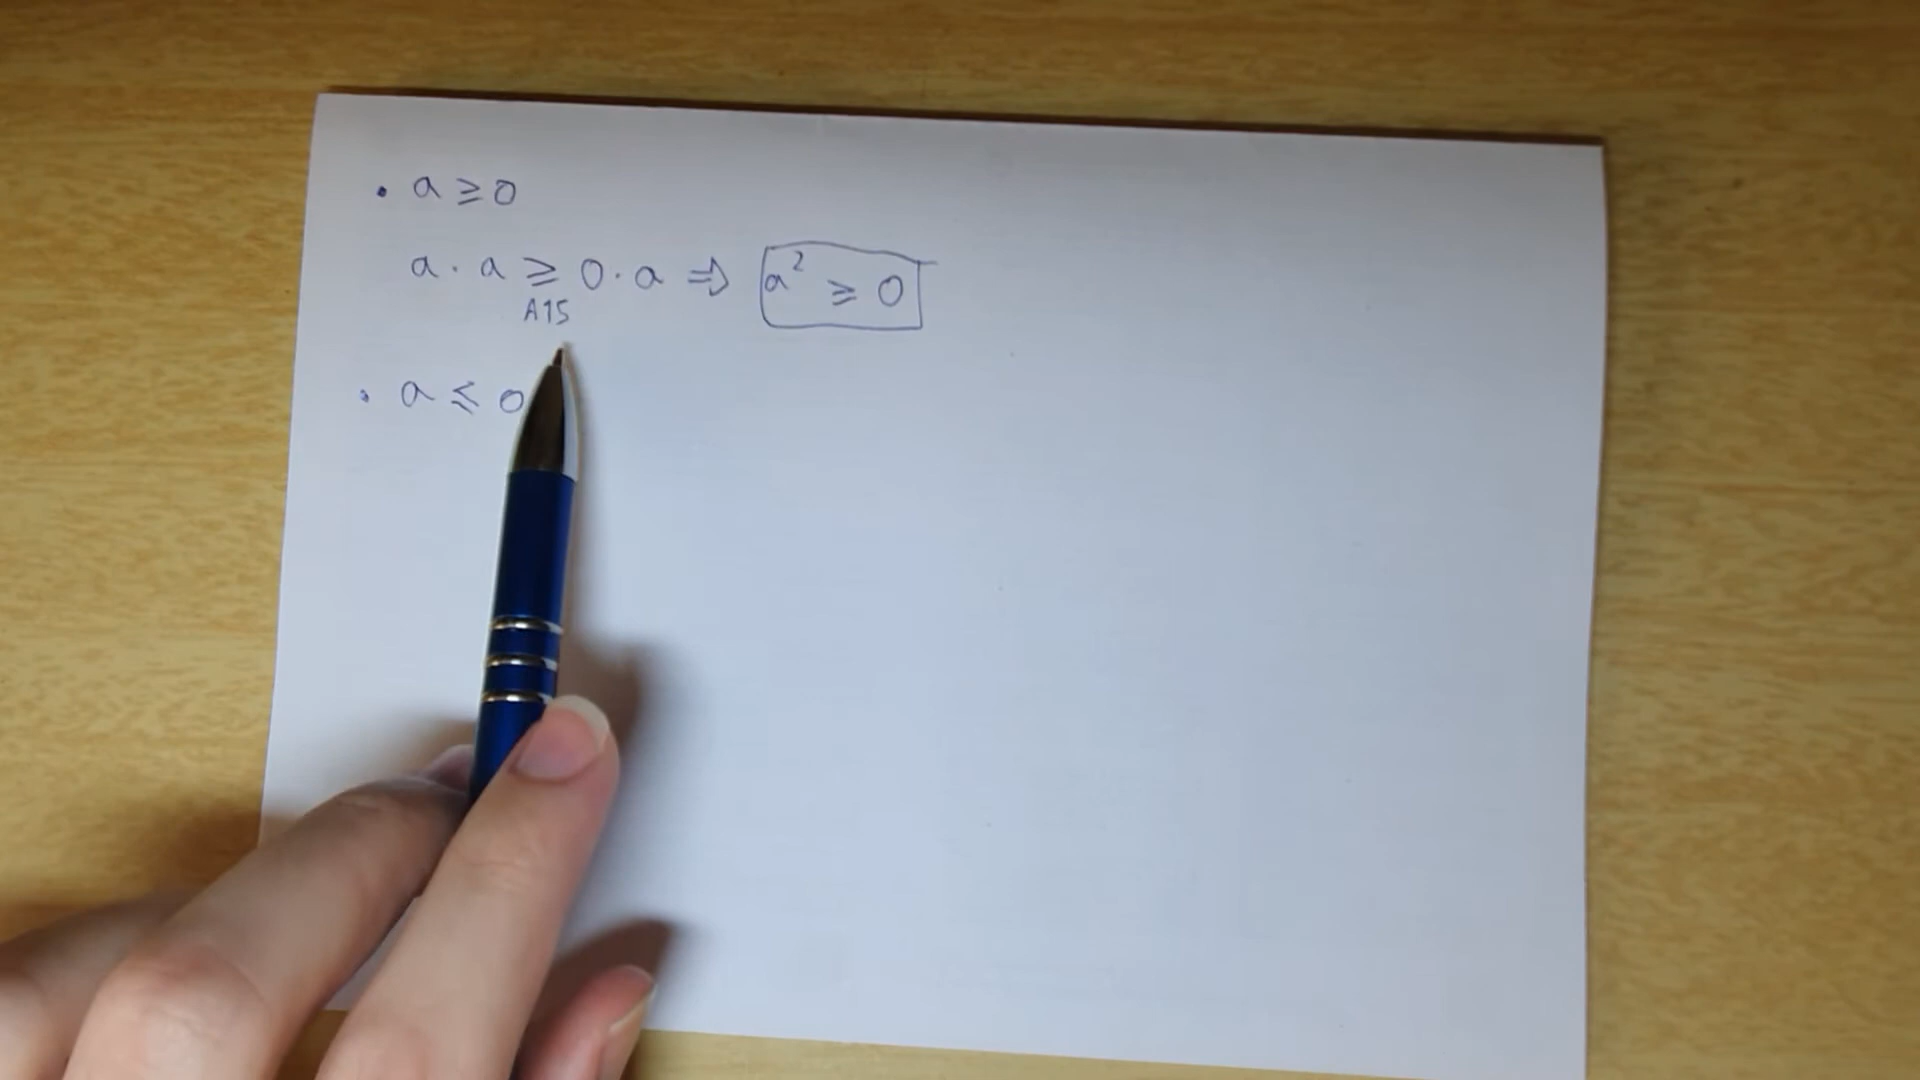 • a ⩾ 0
a · a ⩾ 0 · a ⇒ a² ⩾ 0
A15
• a ⩽ 0